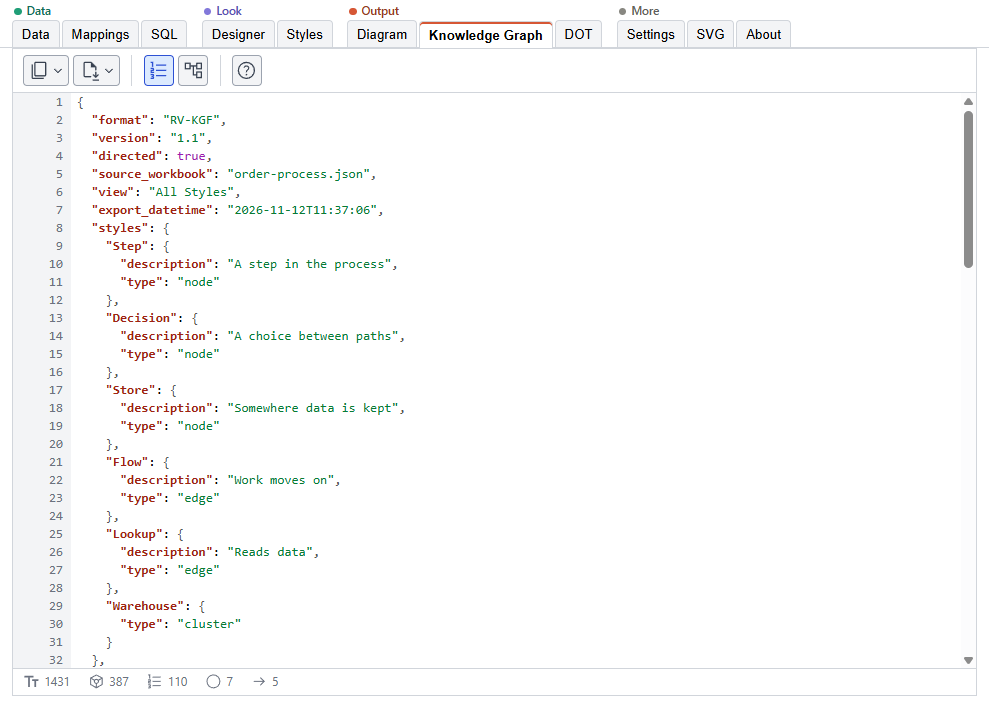 Data Look Output More
Data Mappings SQL Designer Styles Diagram Knowledge Graph DOT Settings SVG About
1 {
2 "format": "RV-KGF",
3 "version": "1.1",
4 "directed": true,
5 "source_workbook": "order-process.json",
6 "view": "All Styles",
7 "export_datetime": "2026-11-12T11:37:06",
8 "styles": {
9 "Step": {
10 "description": "A step in the process",
11 "type": "node"
12 },
13 "Decision": {
14 "description": "A choice between paths",
15 "type": "node"
16 },
17 "Store": {
18 "description": "Somewhere data is kept",
19 "type": "node"
20 },
21 "Flow": {
22 "description": "Work moves on",
23 "type": "edge"
24 },
25 "Lookup": {
26 "description": "Reads data",
27 "type": "edge"
28 },
29 "Warehouse": {
30 "type": "cluster"
31 }
32 },
Tт 1431 387 110 7 5